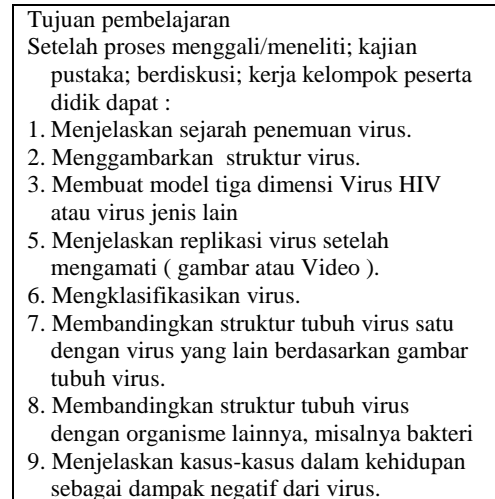 Tujuan pembelajaran
Setelah proses menggali/meneliti; kajian
pustaka; berdiskusi; kerja kelompok peserta
didik dapat :
1. Menjelaskan sejarah penemuan virus.
2. Menggambarkan  struktur virus.
3. Membuat model tiga dimensi Virus HIV
atau virus jenis lain
5. Menjelaskan replikasi virus setelah
mengamati ( gambar atau Video ).
6. Mengklasifikasikan virus.
7. Membandingkan struktur tubuh virus satu
dengan virus yang lain berdasarkan gambar
tubuh virus.
8. Membandingkan struktur tubuh virus
dengan organisme lainnya, misalnya bakteri
9. Menjelaskan kasus-kasus dalam kehidupan
sebagai dampak negatif dari virus.